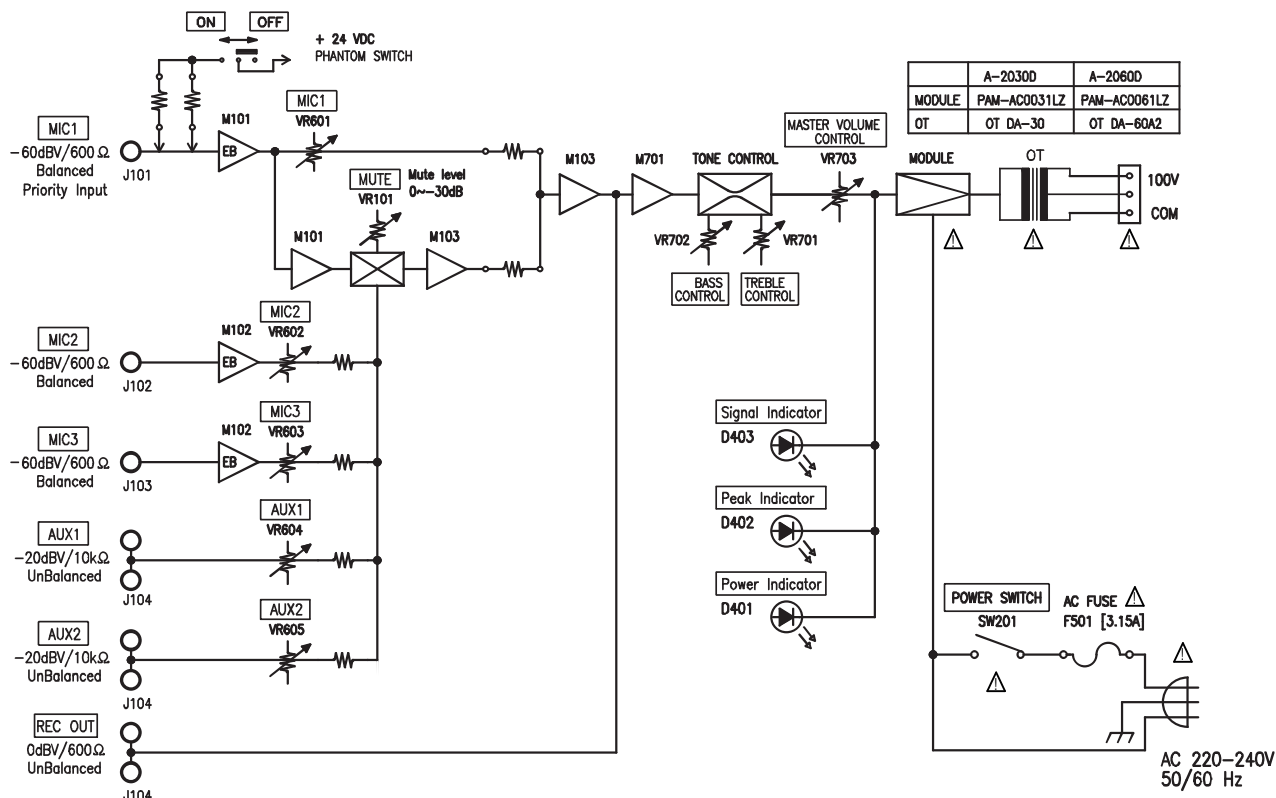 ON OFF
+ 24 VDC
PHANTOM SWITCH
A-2030D A-2060D
MODULE PAM-AC0031LZ PAM-AC0061LZ
OT OT DA-30 OT DA-60A2
MIC1
-60dBV/600Ω
Balanced
Priority Input
J101
M101
EB
MIC1
VR601
MUTE
VR101
Mute level
0~-30dB
M101
M103
M103
M701
TONE CONTROL
VR702
VR701
BASS
CONTROL
TREBLE
CONTROL
MASTER VOLUME
CONTROL
VR703
MODULE
OT
100V
COM
MIC2
-60dBV/600Ω
Balanced
J102
M102
EB
MIC2
VR602
MIC3
-60dBV/600Ω
Balanced
J103
M102
EB
MIC3
VR603
AUX1
-20dBV/10kΩ
UnBalanced
J104
AUX1
VR604
AUX2
-20dBV/10kΩ
UnBalanced
J104
AUX2
VR605
REC OUT
0dBV/600Ω
UnBalanced
J104
Signal Indicator
D403
Peak Indicator
D402
Power Indicator
D401
POWER SWITCH
SW201
AC FUSE
F501 [3.15A]
AC 220-240V
50/60 Hz